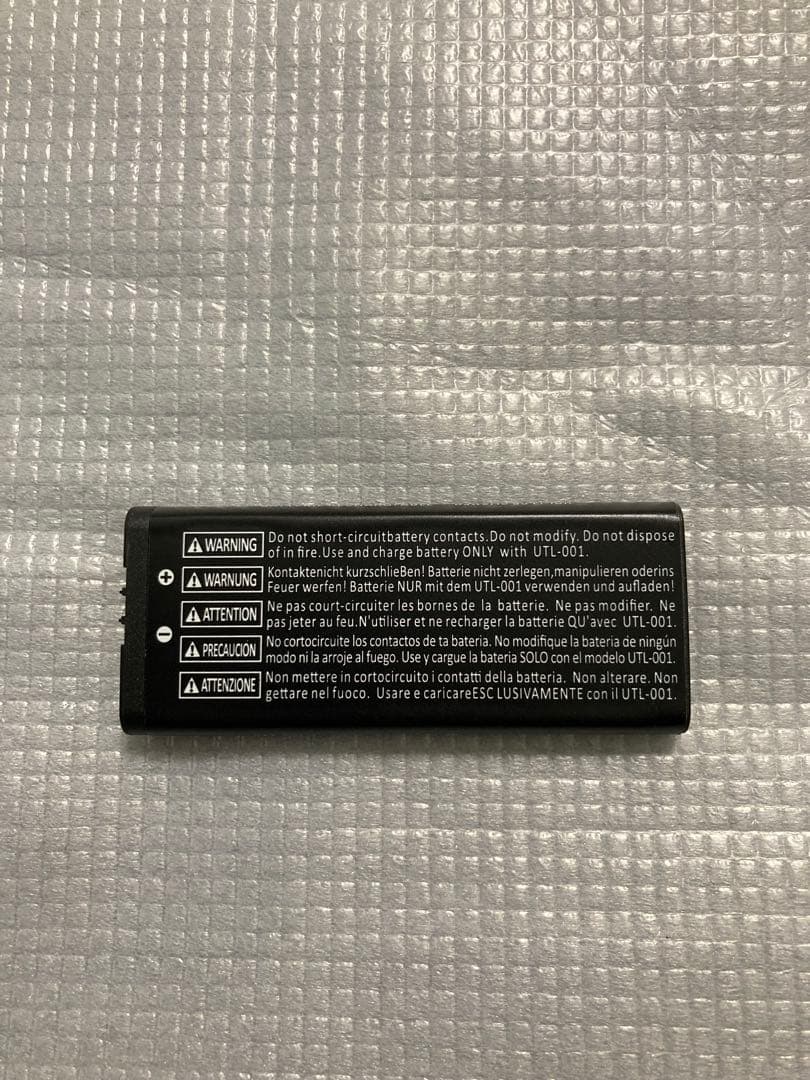 WARNING Do not short-circuitbattery contacts.Do not modify. Do not dispose
of in fire.Use and charge battery ONLY with UTL-001.
WARNUNG Kontaktenicht kurzschlieBen! Batterie nicht zerlegen,manipulieren oderins
Feuer werfen! Batterie NUR mit dem UTL-001 verwenden und aufladen!
ATTENTION Ne pas court-circuiter les bornes de la batterie. Ne pas modifier. Ne
pas jeter au feu.N'utiliser et ne recharger la batterie QU'avec UTL-001.
PRECAUCION No cortocircuite los contactos de ta bateria. No modifique la bateria de ningún
modo ni la arroje al fuego. Use y cargue la bateria SOLO con el modelo UTL-001.
ATTENZIONE Non mettere in cortocircuito i contatti della batteria. Non alterare. Non
gettare nel fuoco. Usare e caricareESC LUSIVAMENTE con il UTL-001.